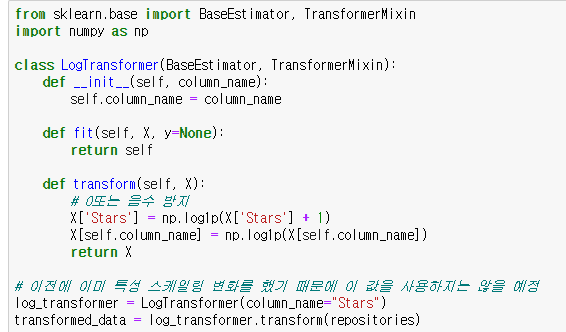 from sklearn.base import BaseEstimator, TransformerMixin
import numpy as np
class LogTransformer(BaseEstimator, TransformerMixin):
    def __init__(self, column_name):
        self.column_name = column_name
    def fit(self, X, y=None):
        return self
    def transform(self, X):
        # 0또는 음수 방지
        X['Stars'] = np.log1p(X['Stars'] + 1)
        X[self.column_name] = np.log1p(X[self.column_name])
        return X
# 이전에 이미 특성 스케일링 변화를 했기 때문에 이 값을 사용하지는 않을 예정
log_transformer = LogTransformer(column_name="Stars")
transformed_data = log_transformer.transform(repositories)